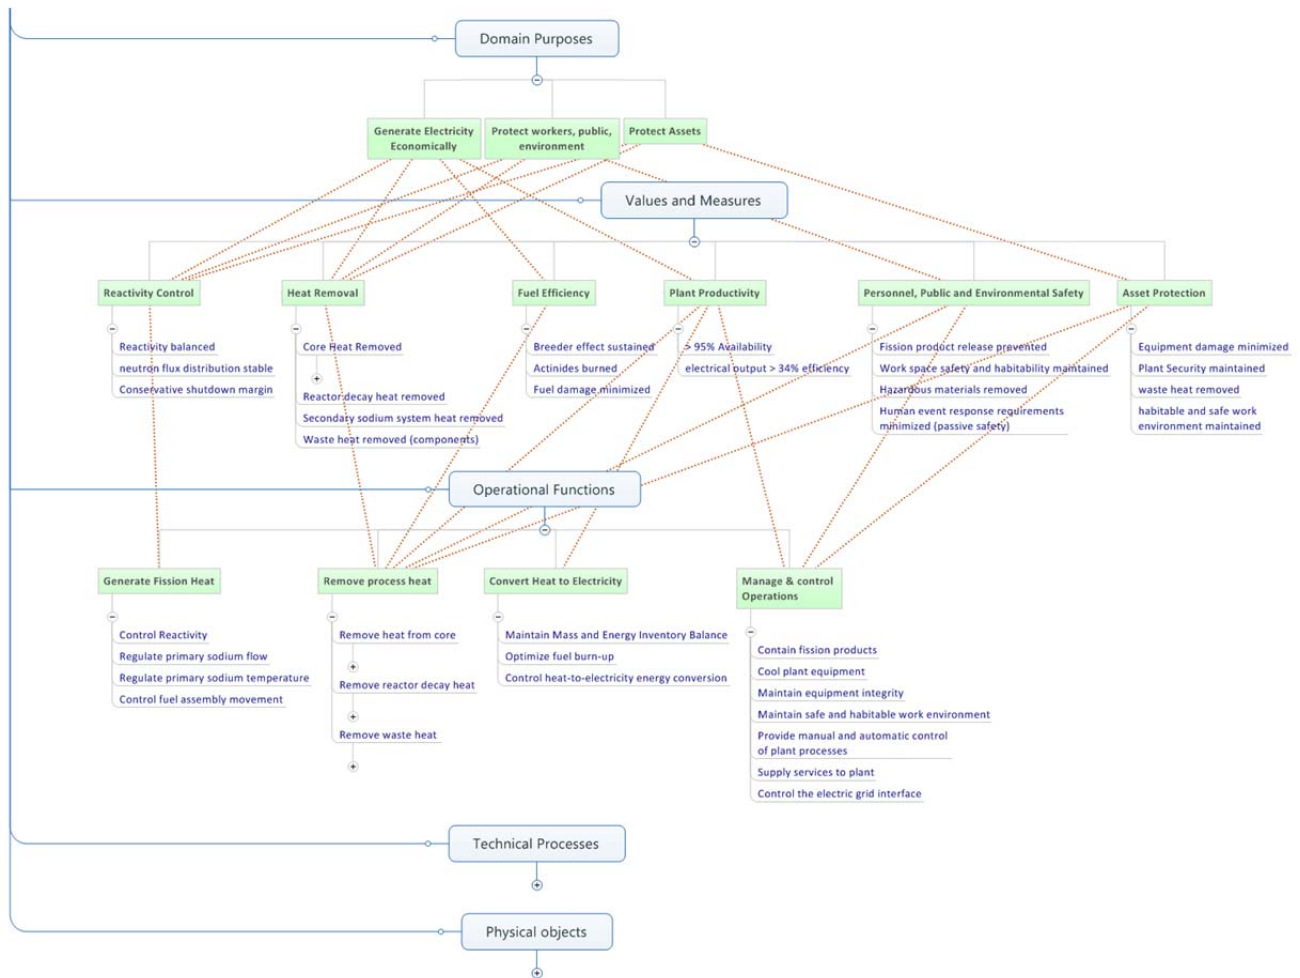 Domain Purposes
Generate Electricity
Economically
Protect workers, public,
environment
Protect Assets
Values and Measures
Reactivity Control
Reactivity balanced
neutron flux distribution stable
Conservative shutdown margin
Heat Removal
Core Heat Removed
Reactor decay heat removed
Secondary sodium system heat removed
Waste heat removed (components)
Fuel Efficiency
Breeder effect sustained
Actinides burned
Fuel damage minimized
Plant Productivity
> 95% Availability
electrical output > 34% efficiency
Personnel, Public and Environmental Safety
Fission product release prevented
Work space safety and habitability maintained
Hazardous materials removed
Human event response requirements
minimized (passive safety)
Asset Protection
Equipment damage minimized
Plant Security maintained
waste heat removed
habitable and safe work
environment maintained
Operational Functions
Generate Fission Heat
Control Reactivity
Regulate primary sodium flow
Regulate primary sodium temperature
Control fuel assembly movement
Remove process heat
Remove heat from core
Remove reactor decay heat
Remove waste heat
Convert Heat to Electricity
Maintain Mass and Energy Inventory Balance
Optimize fuel burn-up
Control heat-to-electricity energy conversion
Manage & control
Operations
Contain fission products
Cool plant equipment
Maintain equipment integrity
Maintain safe and habitable work environment
Provide manual and automatic control
of plant processes
Supply services to plant
Control the electric grid interface
Technical Processes
Physical objects